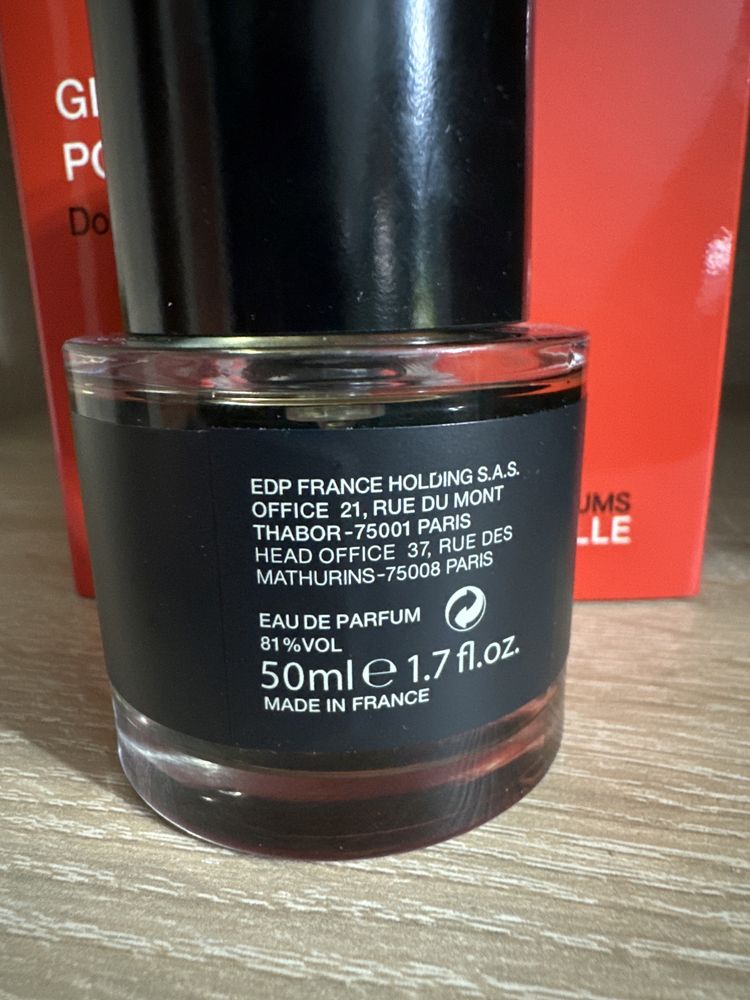 EDP FRANCE HOLDING S.A.S.
OFFICE 21, RUE DU MONT
THABOR-75001 PARIS
HEAD OFFICE 37, RUE DES
MATHURINS-75008 PARIS
EAU DE PARFUM
81%VOL
50ml e 1.7 fl.oz.
MADE IN FRANCE